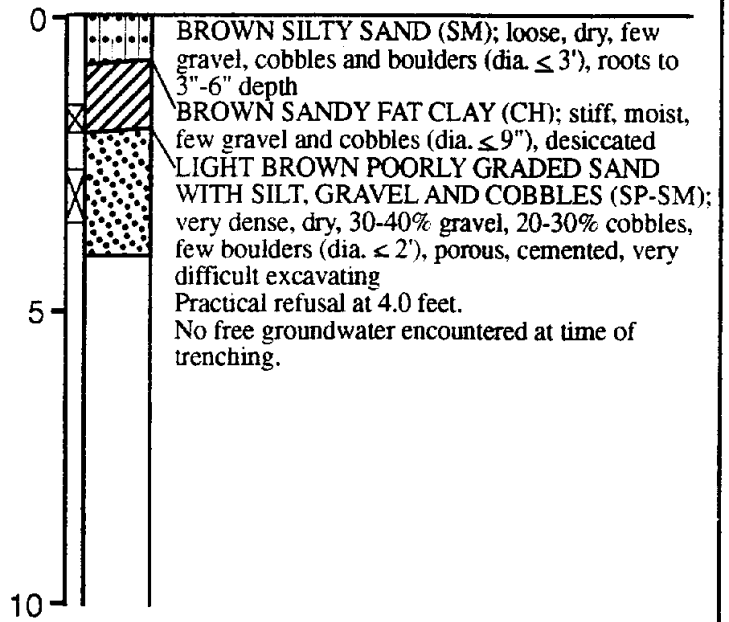 0
BROWN SILTY SAND (SM); loose, dry, few
gravel, cobbles and boulders (dia. ≤ 3'), roots to
3"-6" depth
BROWN SANDY FAT CLAY (CH); stiff, moist,
few gravel and cobbles (dia. ≤ 9"), desiccated
LIGHT BROWN POORLY GRADED SAND
WITH SILT, GRAVEL AND COBBLES (SP-SM);
very dense, dry, 30-40% gravel, 20-30% cobbles,
few boulders (dia. ≤ 2'), porous, cemented, very
difficult excavating
Practical refusal at 4.0 feet.
5
No free groundwater encountered at time of
trenching.
10